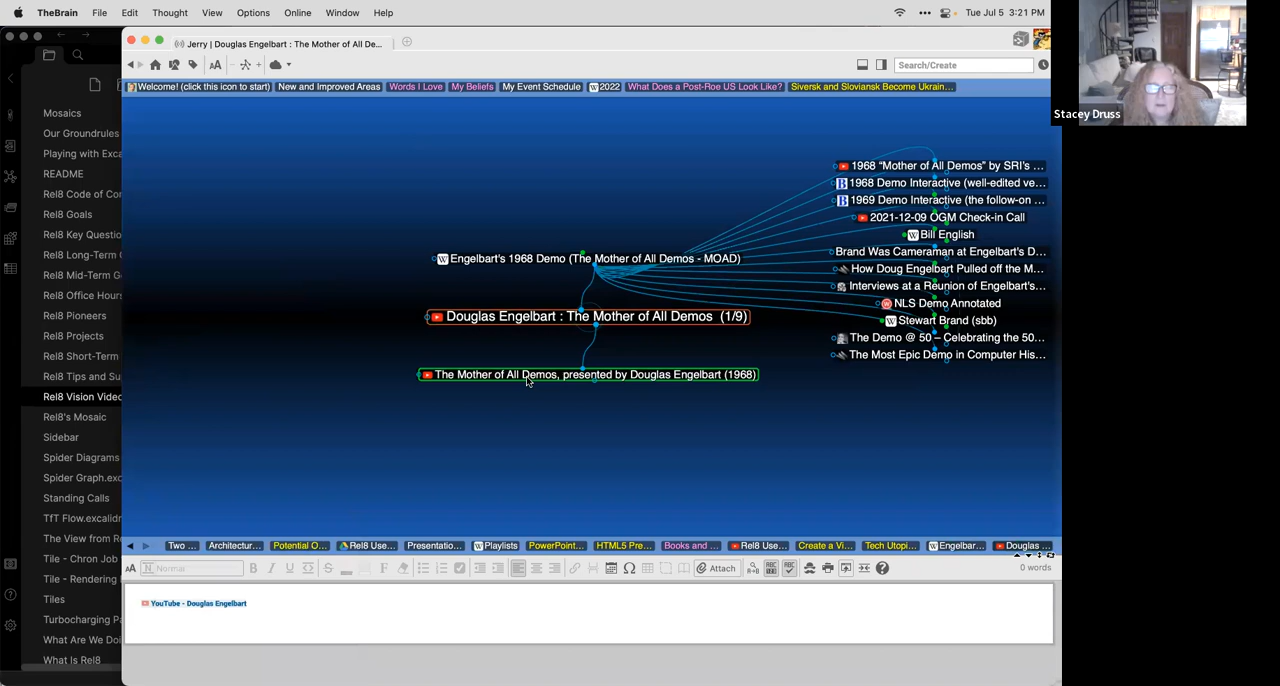 TheBrain File Edit Thought View Options Online Window Help Tue Jul 5 3:21 PM
Jerry | Douglas Engelbart : The Mother of All De...
Search/Create
Welcome! (click this icon to start) New and Improved Areas Words I Love My Beliefs My Event Schedule 2022 What Does a Post-Roe US Look Like? Siversk and Sloviansk Become Ukrain...
Stacey Druss
Mosaics
Our Groundrules
Playing with Exca
README
Rel8 Code of Con
Rel8 Goals
Rel8 Key Questio
Rel8 Long-Term G
Rel8 Mid-Term Go
Rel8 Office Hours
Rel8 Pioneers
Rel8 Projects
Rel8 Short-Term
Rel8 Tips and Su
Rel8 Vision Video
Rel8's Mosaic
Sidebar
Spider Diagrams
Spider Graph.exc
Standing Calls
TfT Flow.excalidr
The View from Re
Tile - Chron Job
Tile - Rendering
Tiles
Turbocharging Pa
What Are We Doi
What Is Rel8
Engelbart's 1968 Demo (The Mother of All Demos - MOAD)
Douglas Engelbart : The Mother of All Demos (1/9)
The Mother of All Demos, presented by Douglas Engelbart (1968)
1968 “Mother of All Demos” by SRI's ...
1968 Demo Interactive (well-edited ve...
1969 Demo Interactive (the follow-on ...
2021-12-09 OGM Check-in Call
Bill English
Brand Was Cameraman at Engelbart's D...
How Doug Engelbart Pulled off the M...
Interviews at a Reunion of Engelbart's...
NLS Demo Annotated
Stewart Brand (sbb)
The Demo @ 50 – Celebrating the 50...
The Most Epic Demo in Computer His...
Two ... Architectur... Potential O... Rel8 Use... Presentatio... Playlists PowerPoint... HTML5 Pre... Books and ... Rel8 Use... Create a Vi... Tech Utopi... Engelbar... Douglas ...
Normal B I U S F Attach 0 words
YouTube - Douglas Engelbart